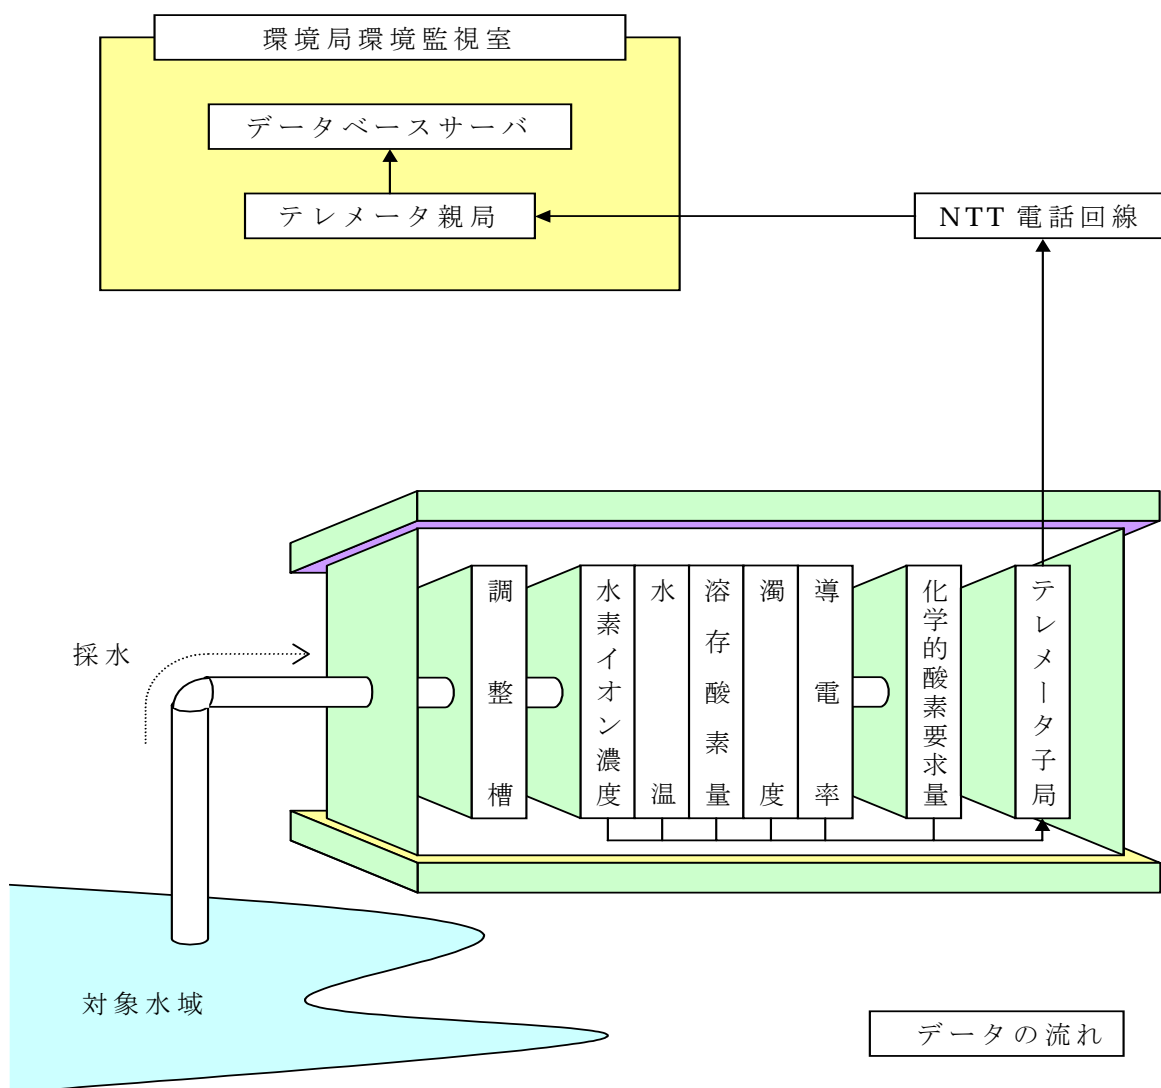 環境局環境監視室
データベースサーバ
テレメータ親局
NTT 電話回線
採水
調整槽
水素イオン濃度
水温
溶存酸素量
濁度
導電率
化学的酸素要求量
テレメータ子局
対象水域
データの流れ